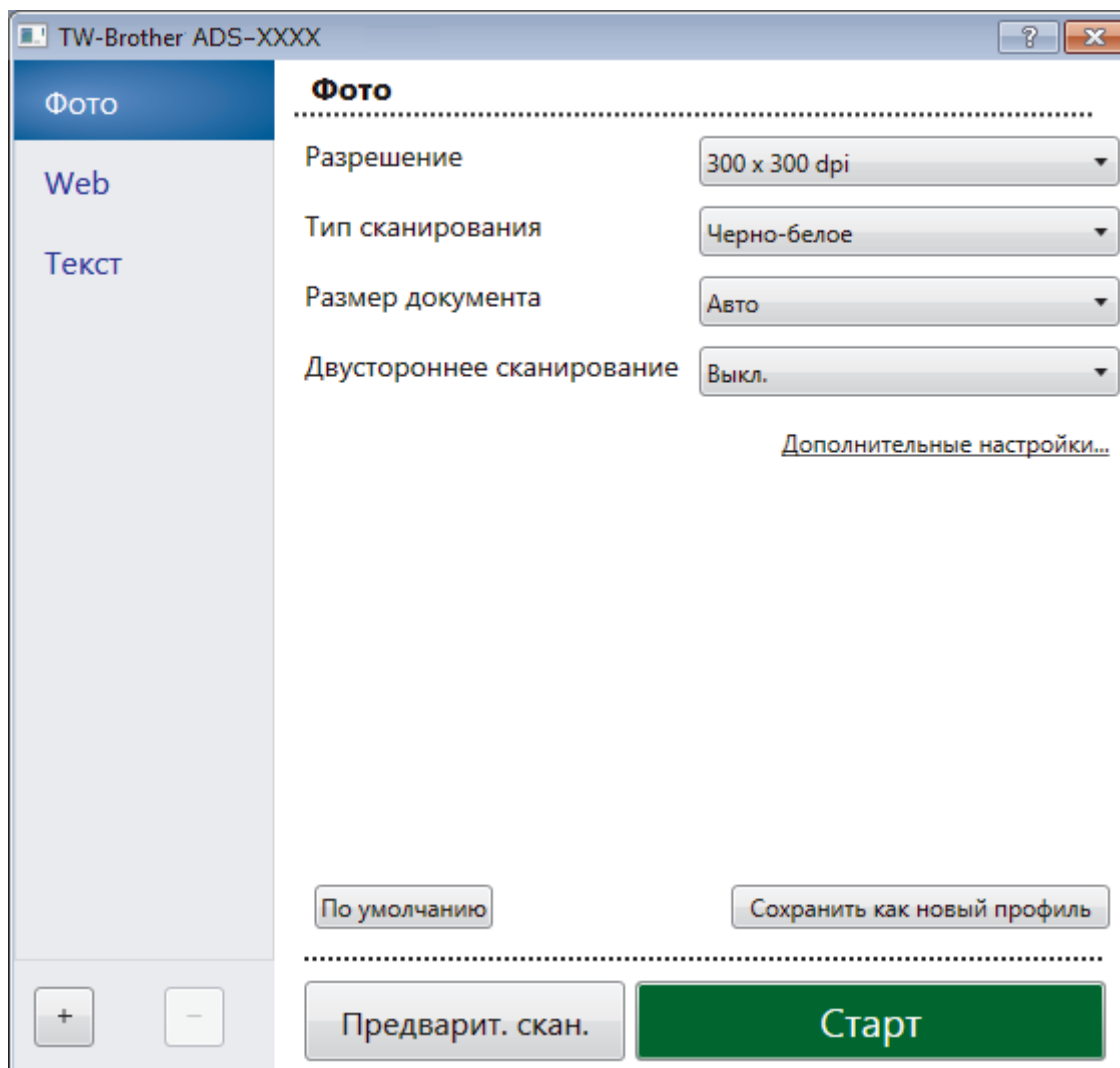 TW-Brother ADS-XXXX
Фото
Web
Текст
Фото
Разрешение
300 x 300 dpi
Тип сканирования
Черно-белое
Размер документа
Авто
Двустороннее сканирование
Выкл.
Дополнительные настройки...
По умолчанию
Сохранить как новый профиль
+
−
Предварит. скан.
Старт